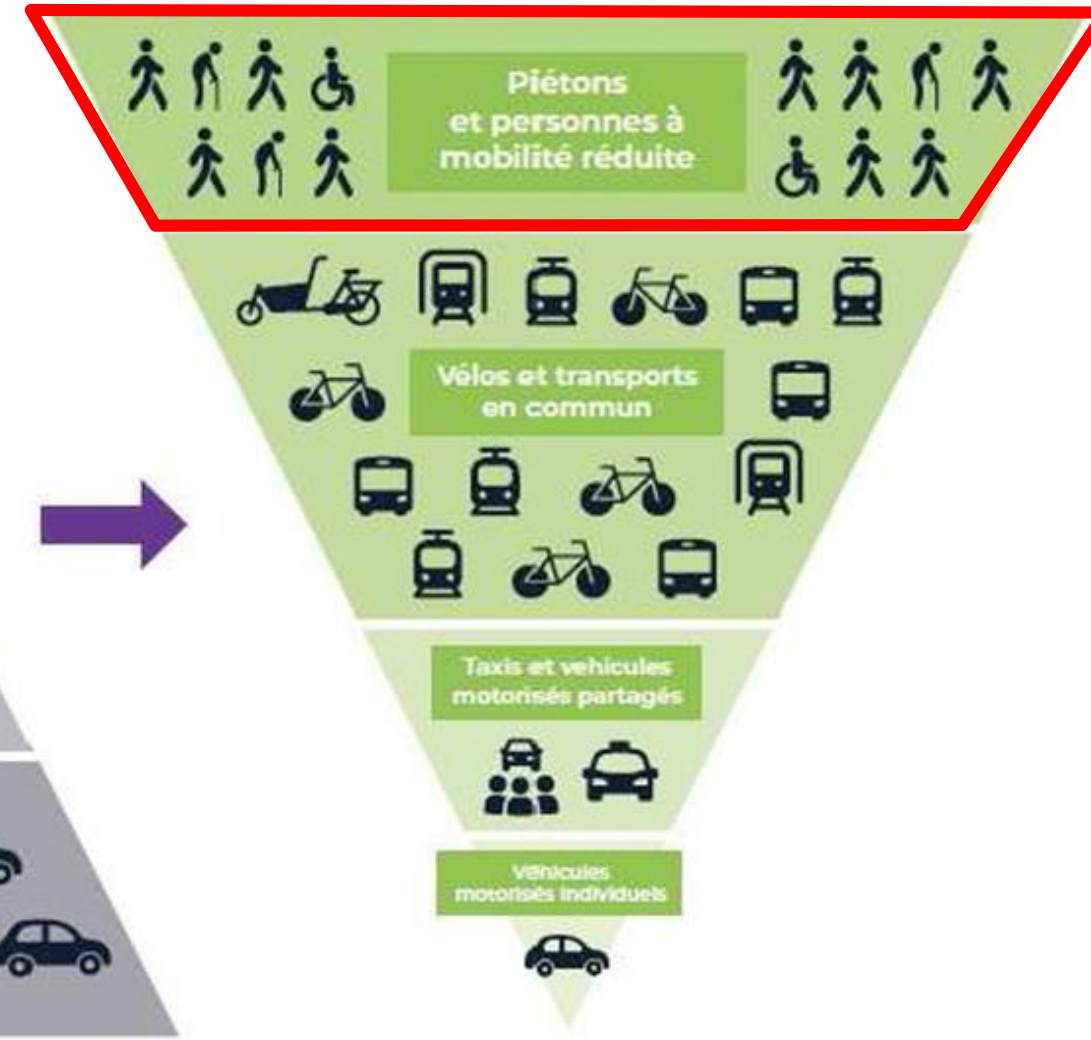 Piétons
et personnes à
mobilité réduite
Vélos et transports
en commun
Taxis et vehicules
motorisés partagés
Véhicules
motorisés individuels